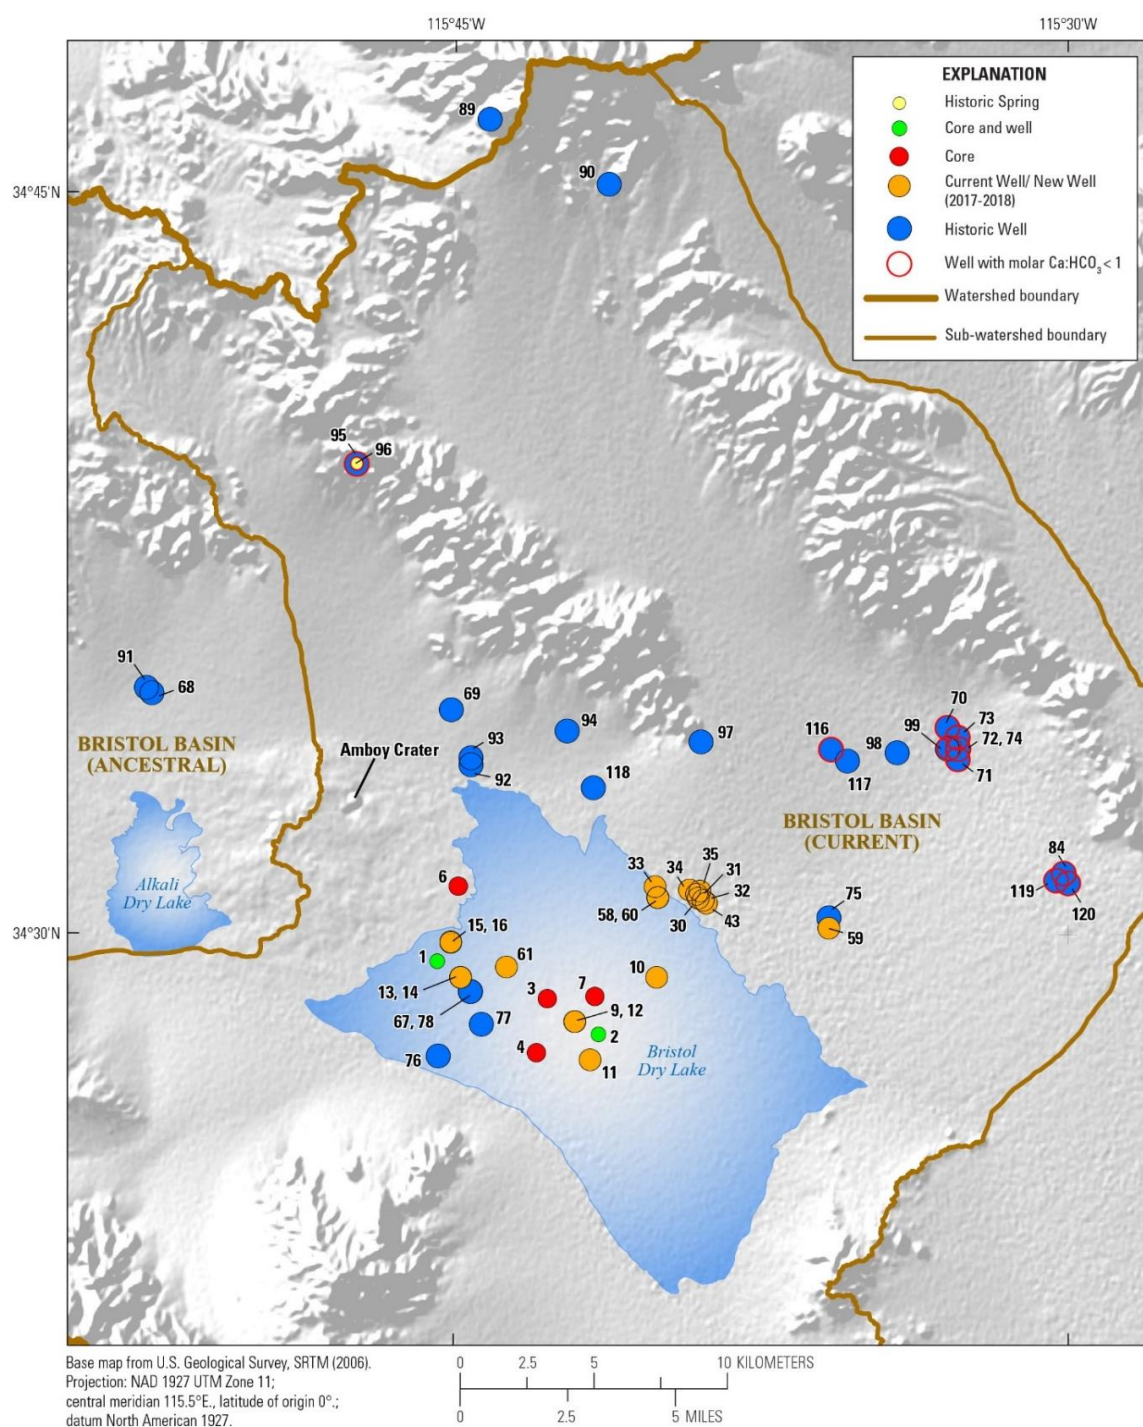 115°45'W
115°30'W
EXPLANATION
Historic Spring
Core and well
Core
Current Well/ New Well
(2017-2018)
Historic Well
Well with molar Ca:HCO₃< 1
Watershed boundary
Sub-watershed boundary
89
90
34°45'N
95
96
91
68
69
94
97
93
92
118
116
117
98
99
70
73
72, 74
71
BRISTOL BASIN
(ANCESTRAL)
Amboy Crater
BRISTOL BASIN
(CURRENT)
Alkali
Dry Lake
6
33
34
35
31
32
58, 60
30
43
84
119
120
75
59
34°30'N
15, 16
1
61
10
13, 14
3
7
67, 78
9, 12
77
2
76
4
11
Bristol
Dry Lake
Base map from U.S. Geological Survey, SRTM (2006).
Projection: NAD 1927 UTM Zone 11;
central meridian 115.5°E., latitude of origin 0°.;
datum North American 1927.
0 2.5 5 10 KILOMETERS
0 2.5 5 MILES